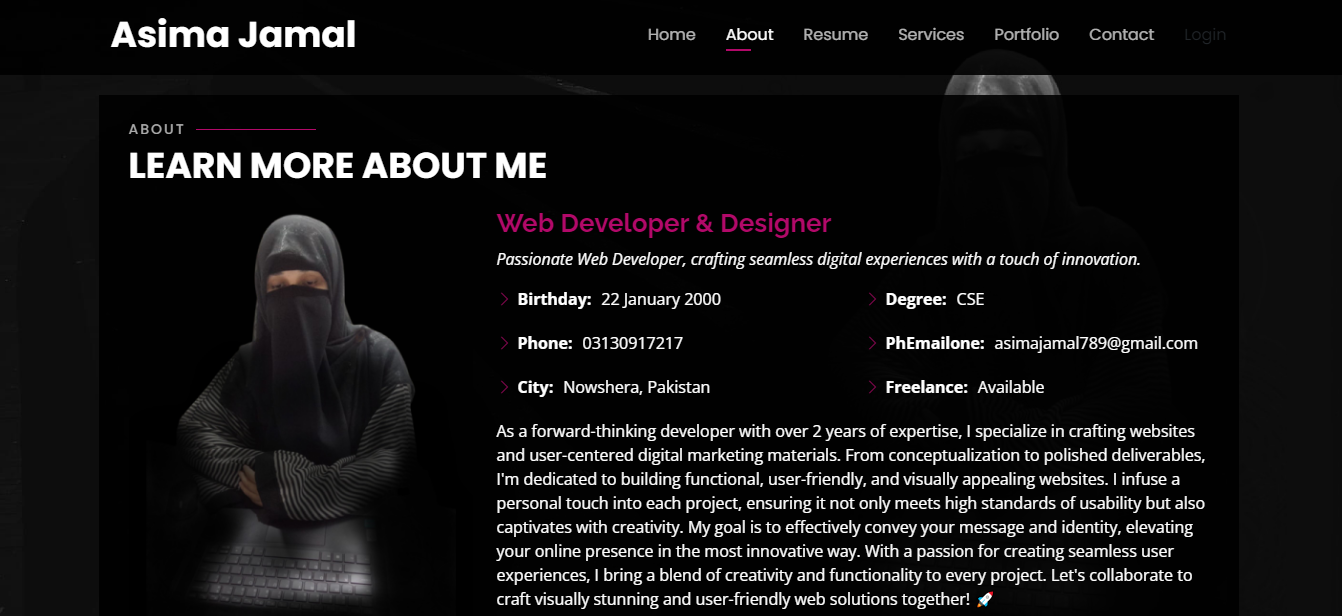 Asima Jamal
Home About Resume Services Portfolio Contact Login
ABOUT
LEARN MORE ABOUT ME
Web Developer & Designer
Passionate Web Developer, crafting seamless digital experiences with a touch of innovation.
Birthday: 22 January 2000
Degree: CSE
Phone: 03130917217
PhEmailone: asimajamal789@gmail.com
City: Nowshera, Pakistan
Freelance: Available
As a forward-thinking developer with over 2 years of expertise, I specialize in crafting websites
and user-centered digital marketing materials. From conceptualization to polished deliverables,
I'm dedicated to building functional, user-friendly, and visually appealing websites. I infuse a
personal touch into each project, ensuring it not only meets high standards of usability but also
captivates with creativity. My goal is to effectively convey your message and identity, elevating
your online presence in the most innovative way. With a passion for creating seamless user
experiences, I bring a blend of creativity and functionality to every project. Let's collaborate to
craft visually stunning and user-friendly web solutions together! 🚀